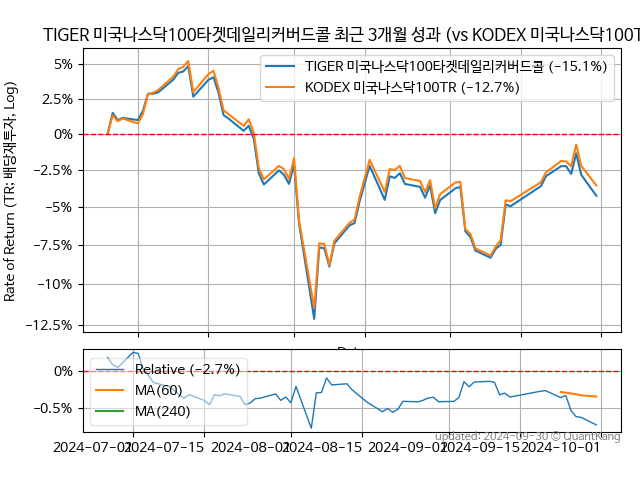 TIGER 미국나스닥100타겟데일리커버드콜 최근 3개월 성과 (vs KODEX 미국나스닥100T
5%
2.5%
0%
−2.5%
−5%
−7.5%
−10%
−12.5%
Rate of Return (TR: 배당재투자, Log)
TIGER 미국나스닥100타겟데일리커버드콜 (−15.1%)
KODEX 미국나스닥100TR (−12.7%)
0%
−0.5%
Relative (−2.7%)
MA(60)
MA(240)
updated: 2024-09-30 © QuantKang
2024-07-01 2024-07-15 2024-08-01 2024-08-15 2024-09-01 2024-09-15 2024-10-01